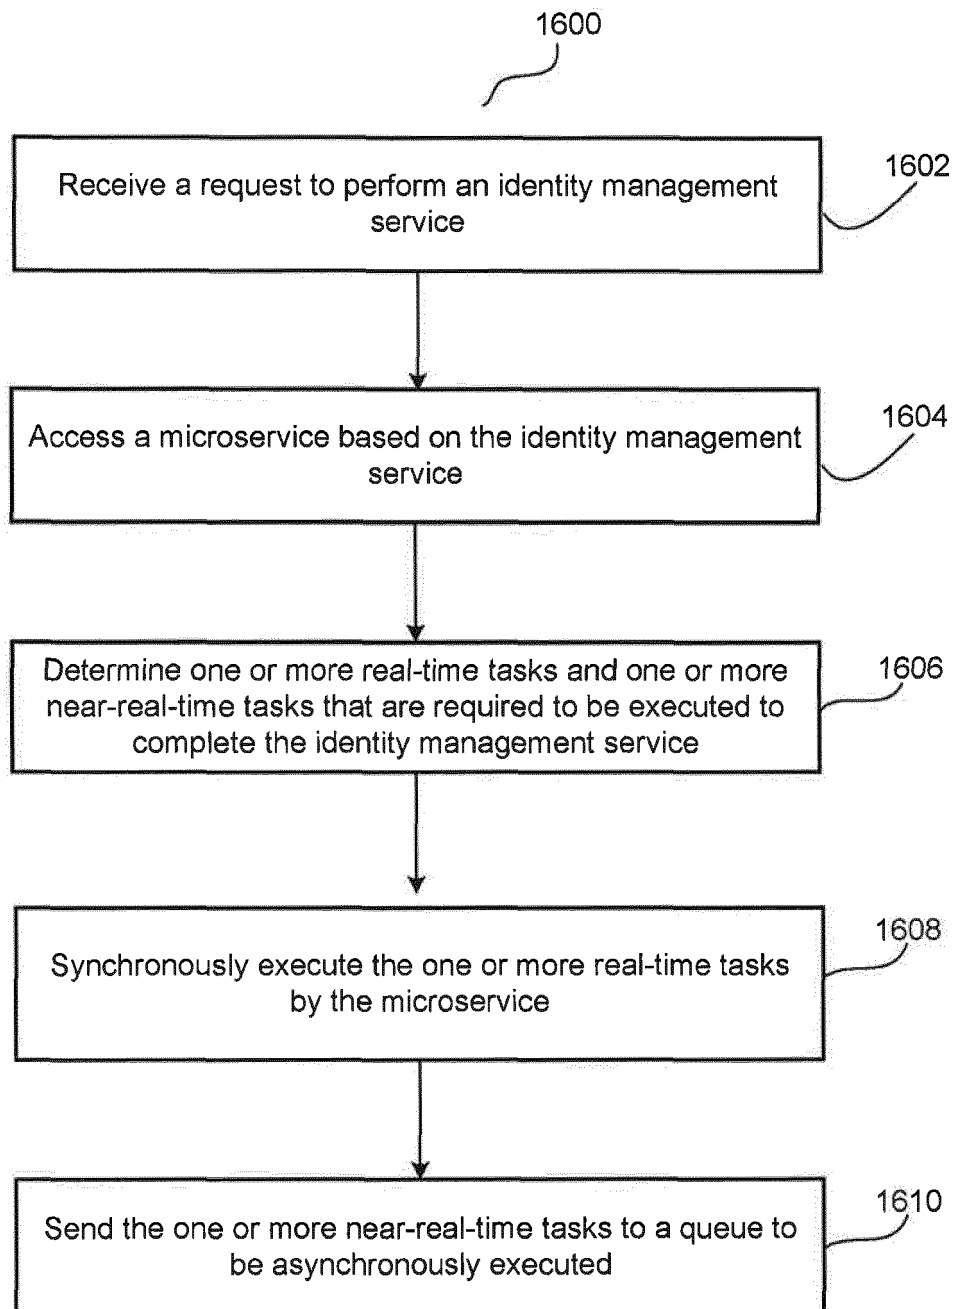 1600
Receive a request to perform an identity management
service
1602
Access a microservice based on the identity management
service
1604
Determine one or more real-time tasks and one or more
near-real-time tasks that are required to be executed to
complete the identity management service
1606
Synchronously execute the one or more real-time tasks
by the microservice
1608
Send the one or more near-real-time tasks to a queue to
be asynchronously executed
1610